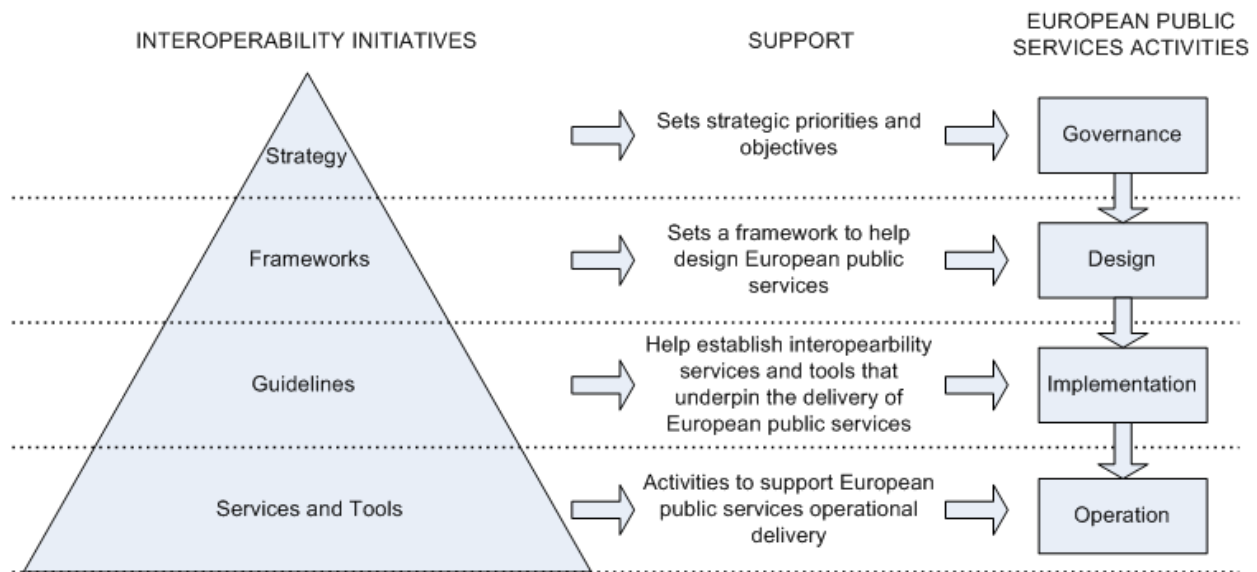 INTEROPERABILITY INITIATIVES
SUPPORT
EUROPEAN PUBLIC
SERVICES ACTIVITIES
Strategy
Sets strategic priorities and
objectives
Governance
Frameworks
Sets a framework to help
design European public
services
Design
Guidelines
Help establish interopearbility
services and tools that
underpin the delivery of
European public services
Implementation
Services and Tools
Activities to support European
public services operational
delivery
Operation